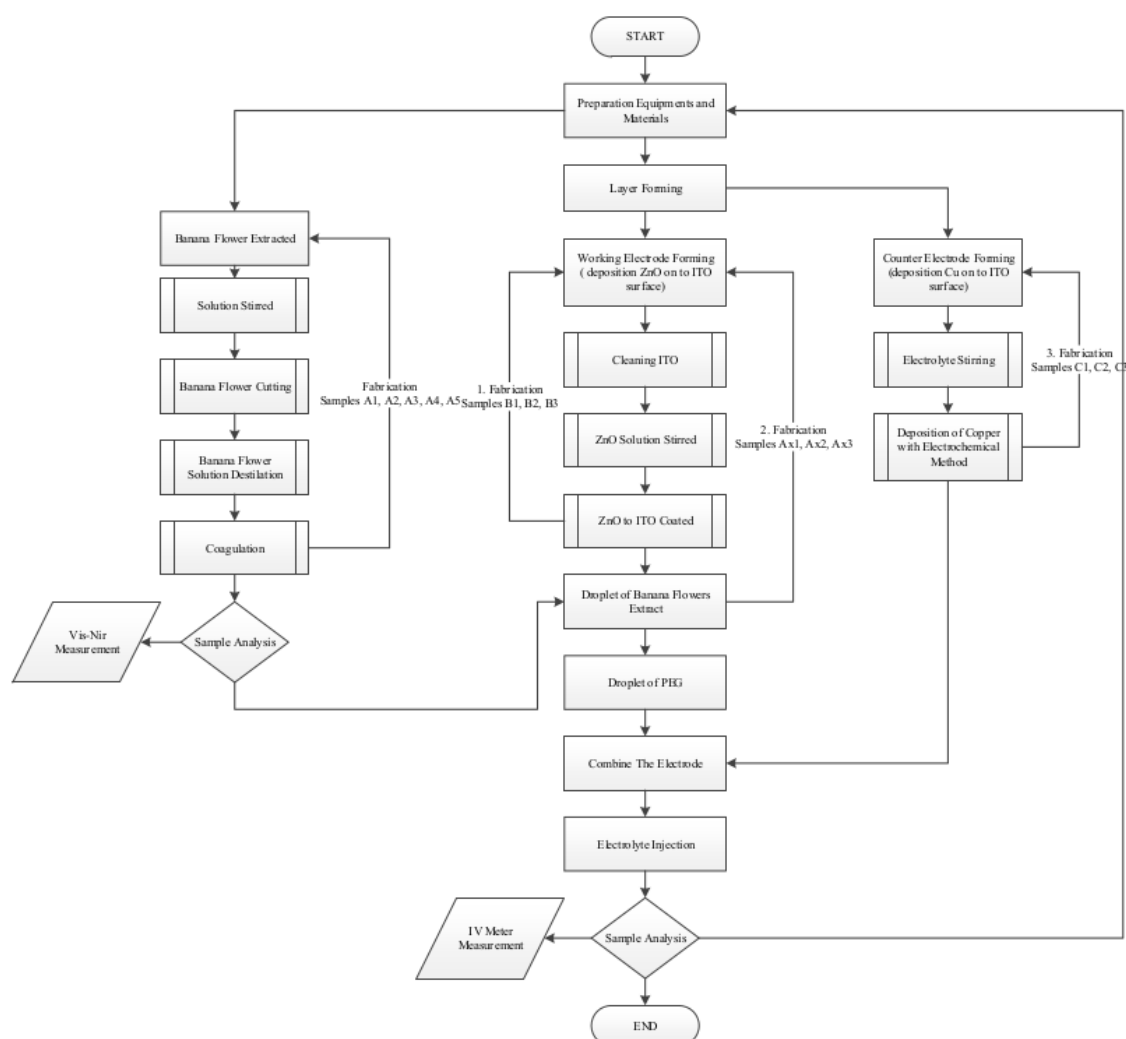 START
Preparation Equipments and
Materials
Layer Forming
Banana Flower Extracted
Working Electrode Forming
( deposition ZnO on to ITO
surface)
Counter Electrode Forming
(deposition Cu on to ITO
surface)
Solution Stirred
Cleaning ITO
Electrolyte Stirring
3. Fabrication
Samples C1, C2, C3
Banana Flower Cutting
Fabrication
Samples A1, A2, A3, A4, A5
1. Fabrication
Samples B1, B2, B3
ZnO Solution Stirred
2. Fabrication
Samples Ax1, Ax2, Ax3
Deposition of Copper
with Electrochemical
Method
Banana Flower
Solution Destilation
ZnO to ITO Coated
Coagulation
Droplet of Banana Flowers
Extract
Vis-Nir
Measurement
Sample Analysis
Droplet of PEG
Combine The Electrode
Electrolyte Injection
IV Meter
Measurement
Sample Analysis
END